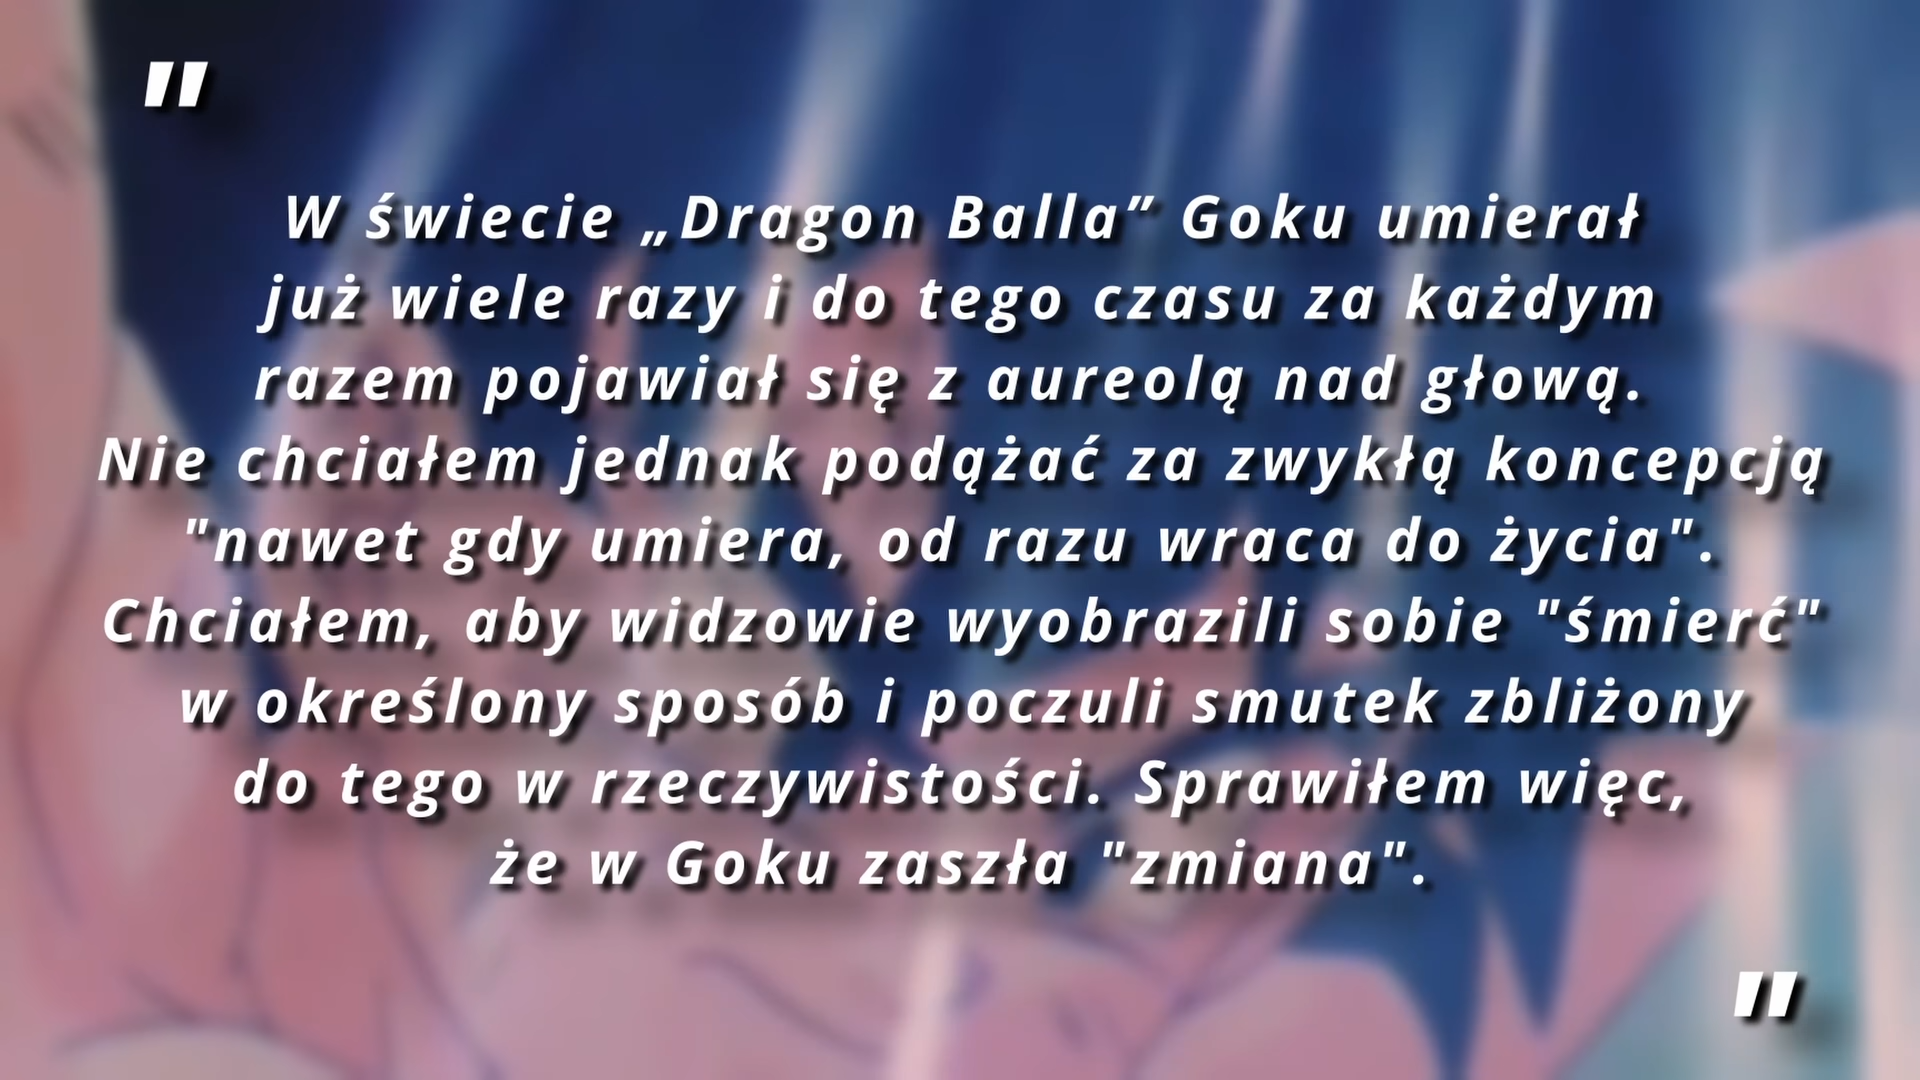 "
W świecie „Dragon Balla” Goku umierał
już wiele razy i do tego czasu za każdym
razem pojawiał się z aureolą nad głową.
Nie chciałem jednak podążać za zwykłą koncepcją
"nawet gdy umiera, od razu wraca do życia".
Chciałem, aby widzowie wyobrazili sobie "śmierć"
w określony sposób i poczuli smutek zbliżony
do tego w rzeczywistości. Sprawiłem więc,
że w Goku zaszła "zmiana".
"